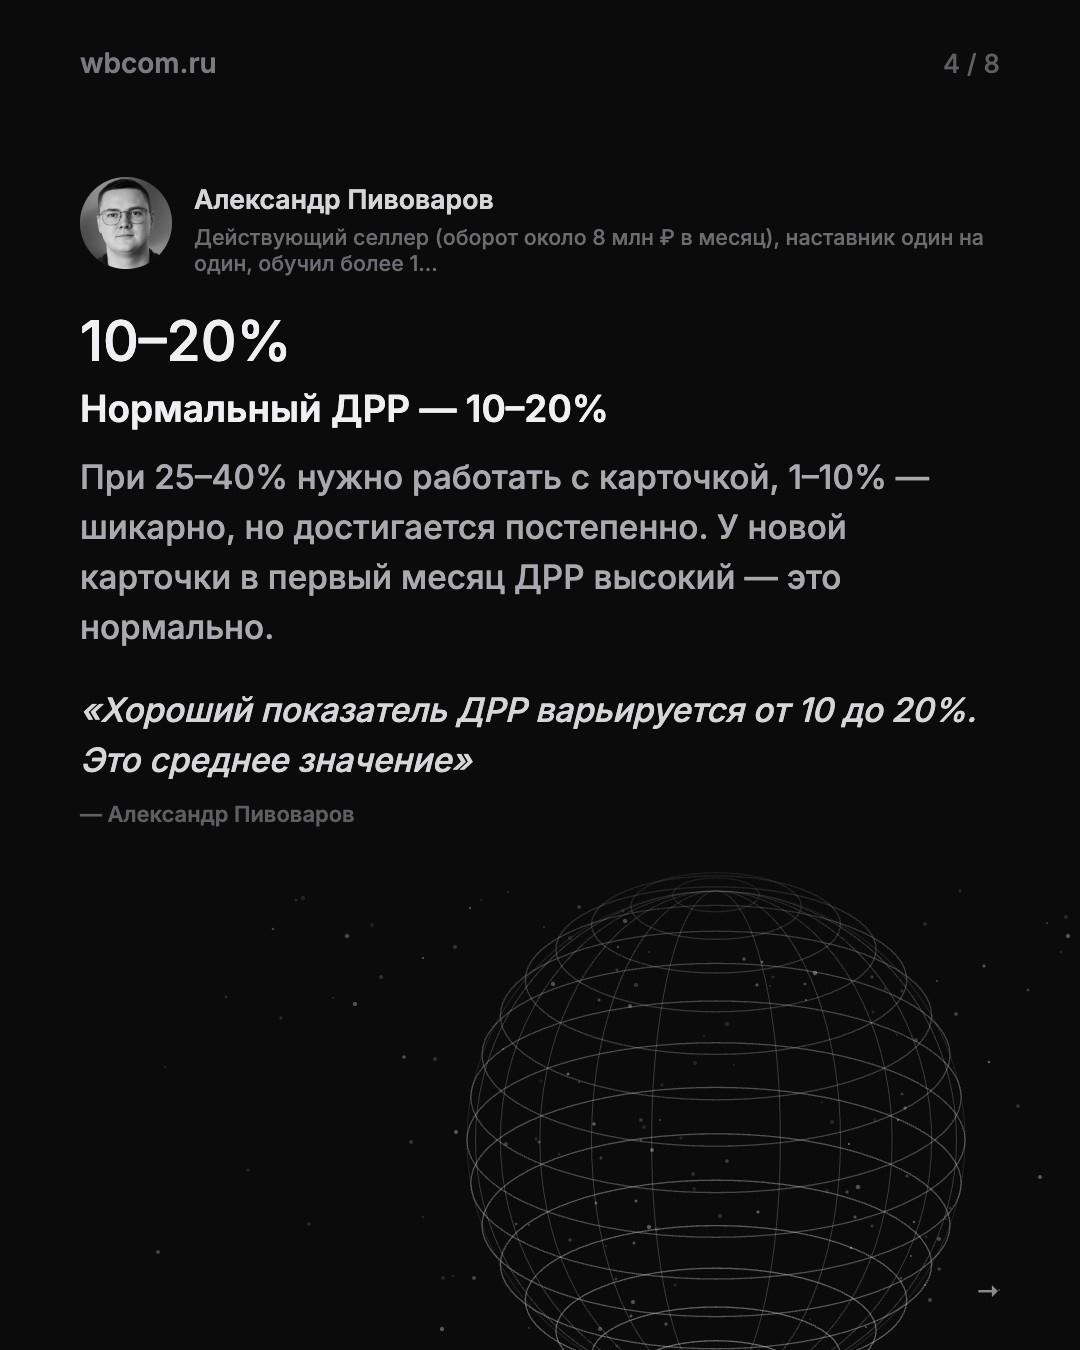 wbcom.ru
4 / 8
Александр Пивоваров
Действующий селлер (оборот около 8 млн ₽ в месяц), наставник один на
один, обучил более 1...
10–20%
Нормальный ДРР — 10–20%
При 25–40% нужно работать с карточкой, 1–10% —
шикарно, но достигается постепенно. У новой
карточки в первый месяц ДРР высокий — это
нормально.
«Хороший показатель ДРР варьируется от 10 до 20%.
Это среднее значение»
— Александр Пивоваров
→